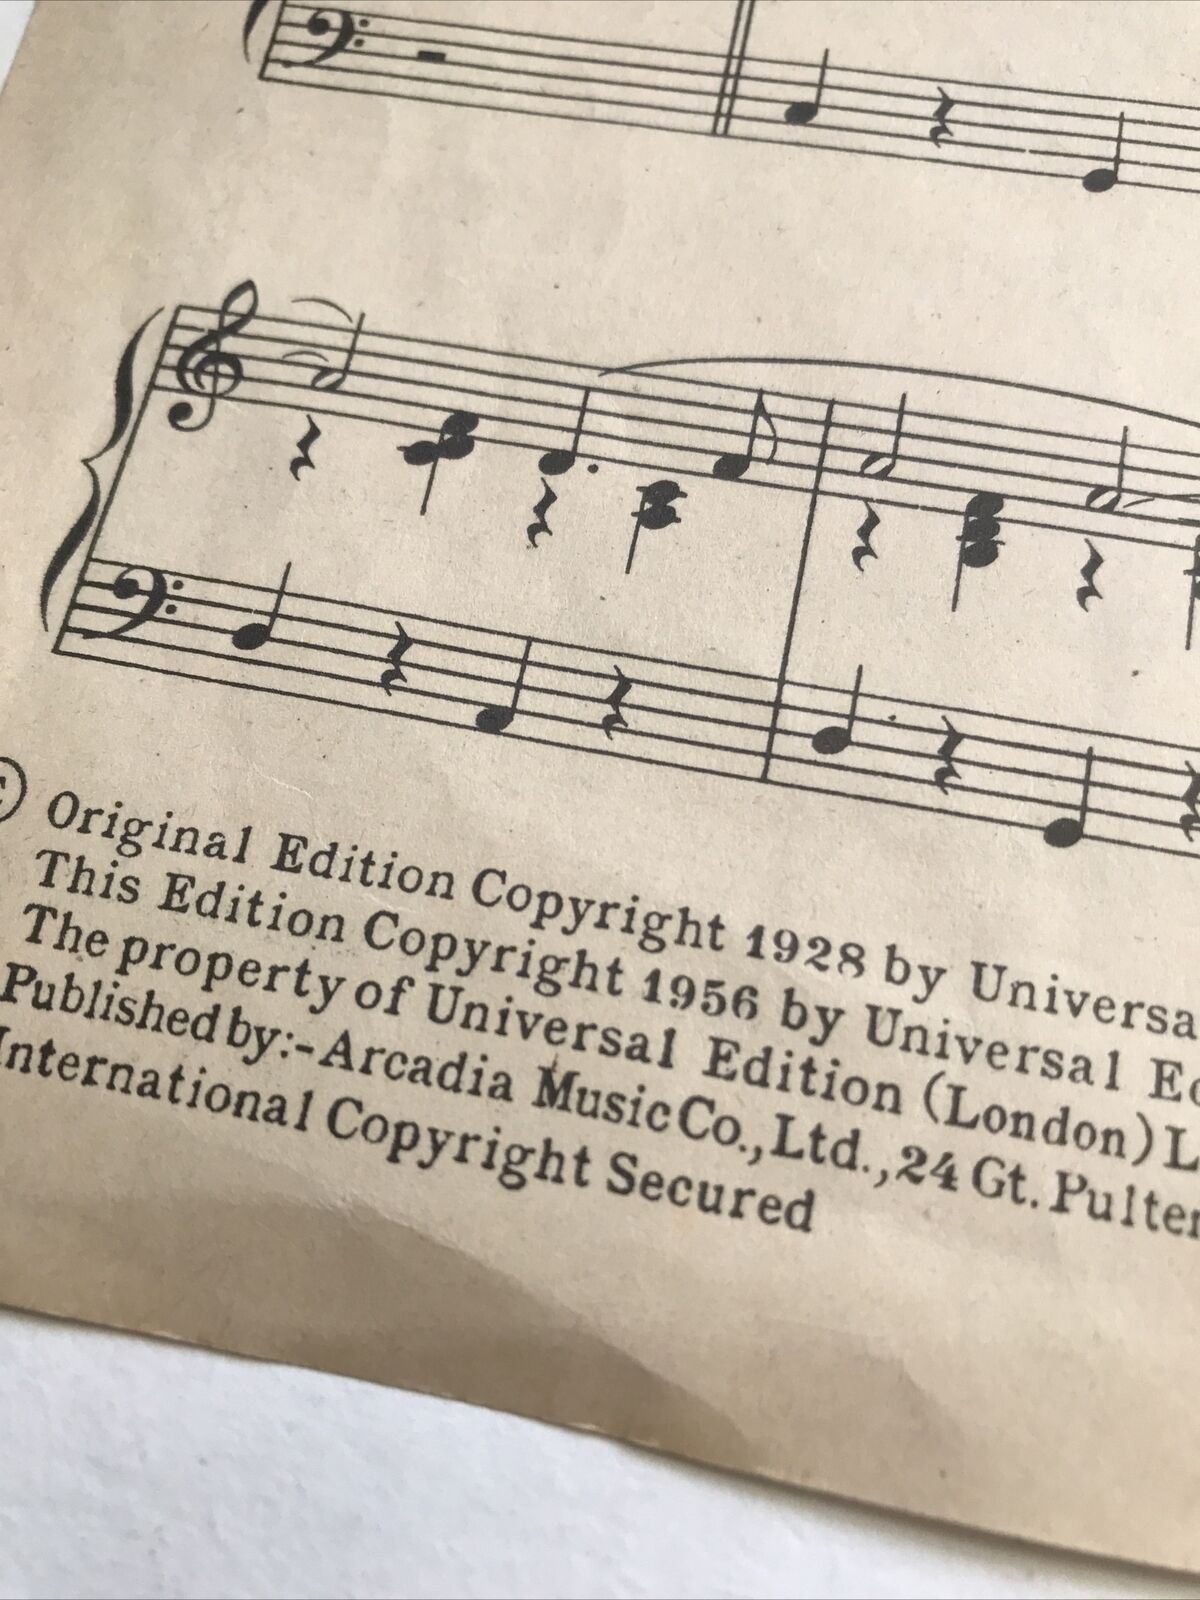 © Original Edition Copyright 1928 by Universa
This Edition Copyright 1956 by Universal
The property of Universal Edition (London)
Published by:- Arcadia Music Co., Ltd., 24 Gt. Pulten
International Copyright Secured